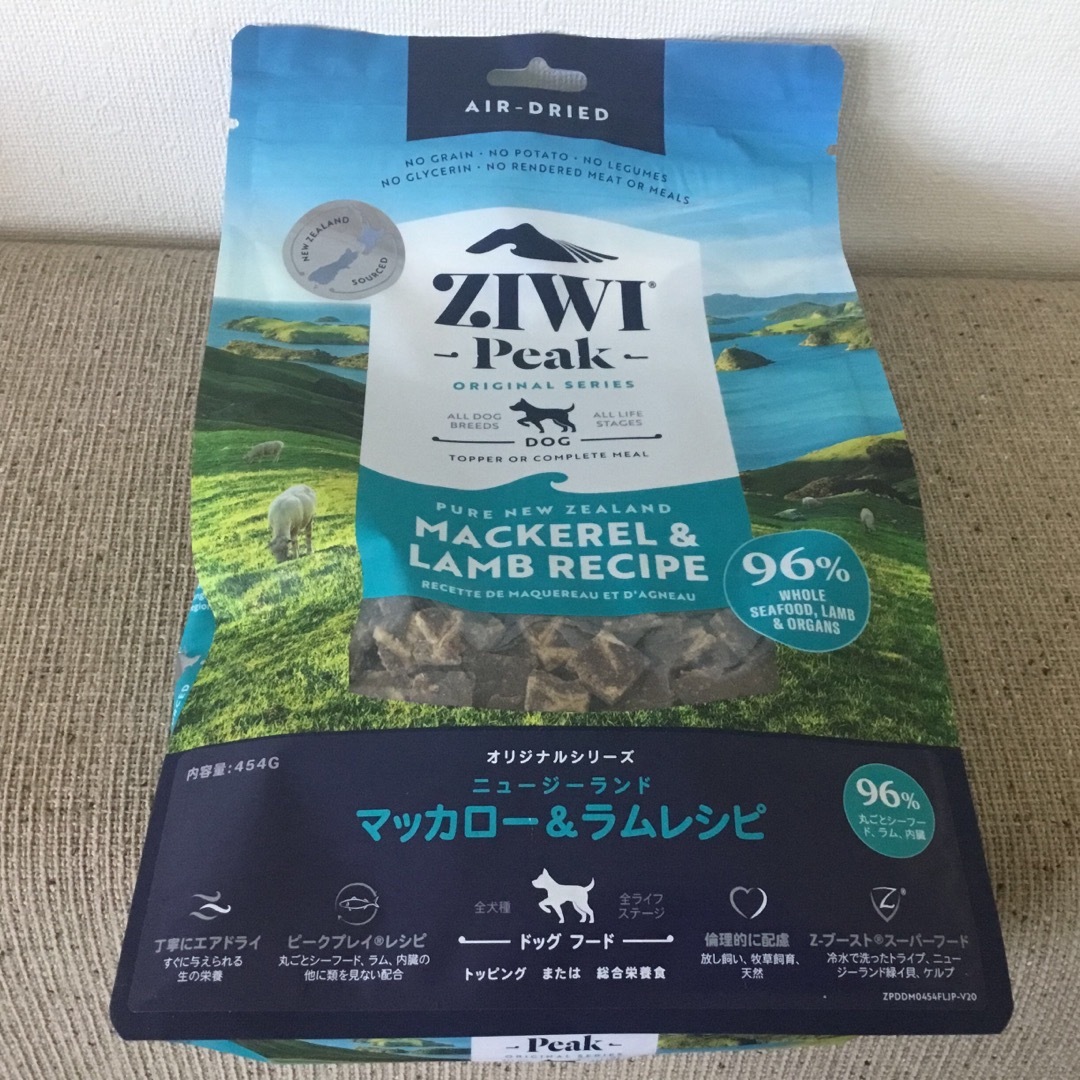 AIR-DRIED
NO GRAIN · NO POTATO · NO LEGUMES
NO GLYCERIN · NO RENDERED MEAT OR MEALS
NEW ZEALAND
SOURCED
ZIWI®
Peak
ORIGINAL SERIES
ALL DOG
BREEDS
ALL LIFE
STAGES
DOG
TOPPER OR COMPLETE MEAL
PURE NEW ZEALAND
MACKEREL &
LAMB RECIPE
RECETTE DE MAQUEREAU ET D'AGNEAU
96%
WHOLE
SEAFOOD, LAMB
& ORGANS
内容量:454G
オリジナルシリーズ
ニュージーランド
マッカロー&ラムレシピ
96%
丸ごとシーフー
ド、ラム、内臓
丁寧にエアドライ
すぐに与えられる
生の栄養
ピークプレイ®レシピ
丸ごとシーフード、ラム、内臓の
他に類を見ない配合
全犬種
全ライフ
ステージ
ドッグ フード
トッピング または 総合栄養食
倫理的に配慮
放し飼い、牧草飼育、
天然
Z
Z-ブースト®スーパーフード
冷水で洗ったトライプ、ニュー
ジーランド緑イ貝、ケルプ
ZPDDM0454FLJP-V20
Peak
ORIGINAL SERIES